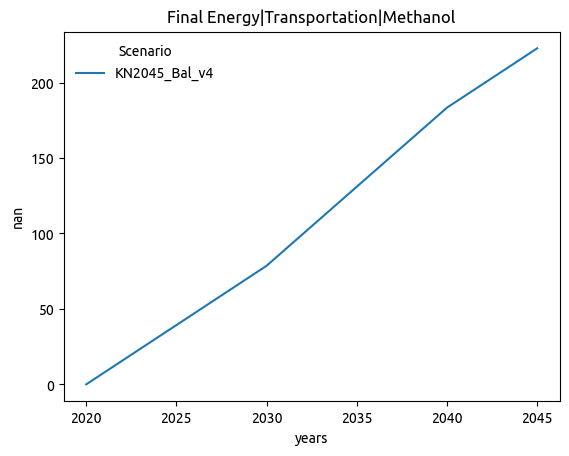 Final Energy|Transportation|Methanol
Scenario
KN2045_Bal_v4
200
150
100
50
0
nan
2020 2025 2030 2035 2040 2045
years